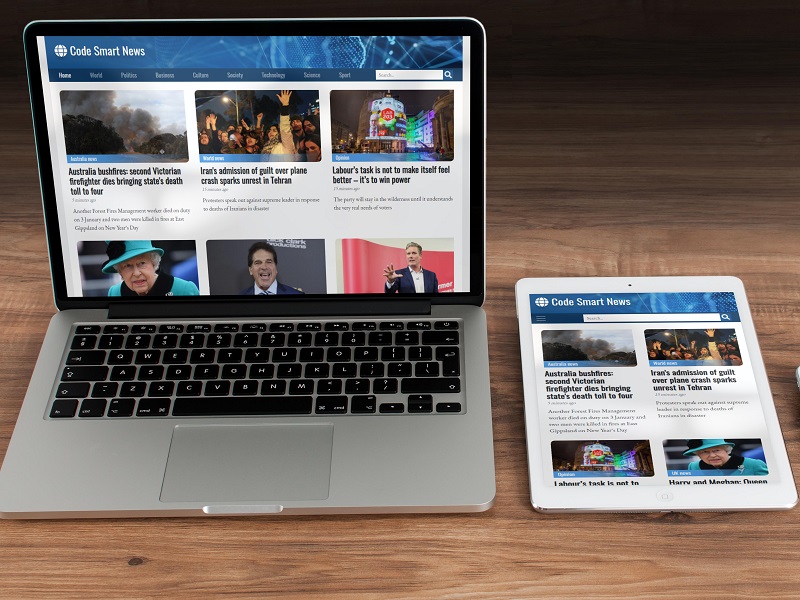 Code Smart News
Home World Politics Business Culture Society Technology Science Sport
Search..
Australia news
Australia bushfires: second Victorian
firefighter dies bringing state's death
toll to four
5 minutes ago
Another Forest Fires Management worker died on duty
on 3 January and two men were killed in fires at East
Gippsland on New Year's Day
World news
Iran's admission of guilt over plane
crash sparks unrest in Tehran
13 minutes ago
Protesters speak out against supreme leader in response
to deaths of Iranians in disaster
Opinion
Labour's task is not to make itself feel
better – it's to win power
13 minutes ago
The party will stay in the wilderness until it understands
the very real needs of voters
ck clark
productions
Q W E R T Y U I O P
A S D F G H J K L
Z X C V B N M
cmd cmd
Code Smart News
Search..
Australia news
Australia bushfires:
second Victorian
firefighter dies bringing
state's death toll to four
Another Forest Fires Management
worker died on duty on 3 January and
two men were killed in fires at East
Gippsland on New Year's Day
World news
Iran's admission of guilt
over plane crash sparks
unrest in Tehran
13 minutes ago
Protesters speak out against supreme
leader in response to deaths of
Iranians in disaster
Opinion
Labour's task is not to
UK news
Harry and Meghan: Queen